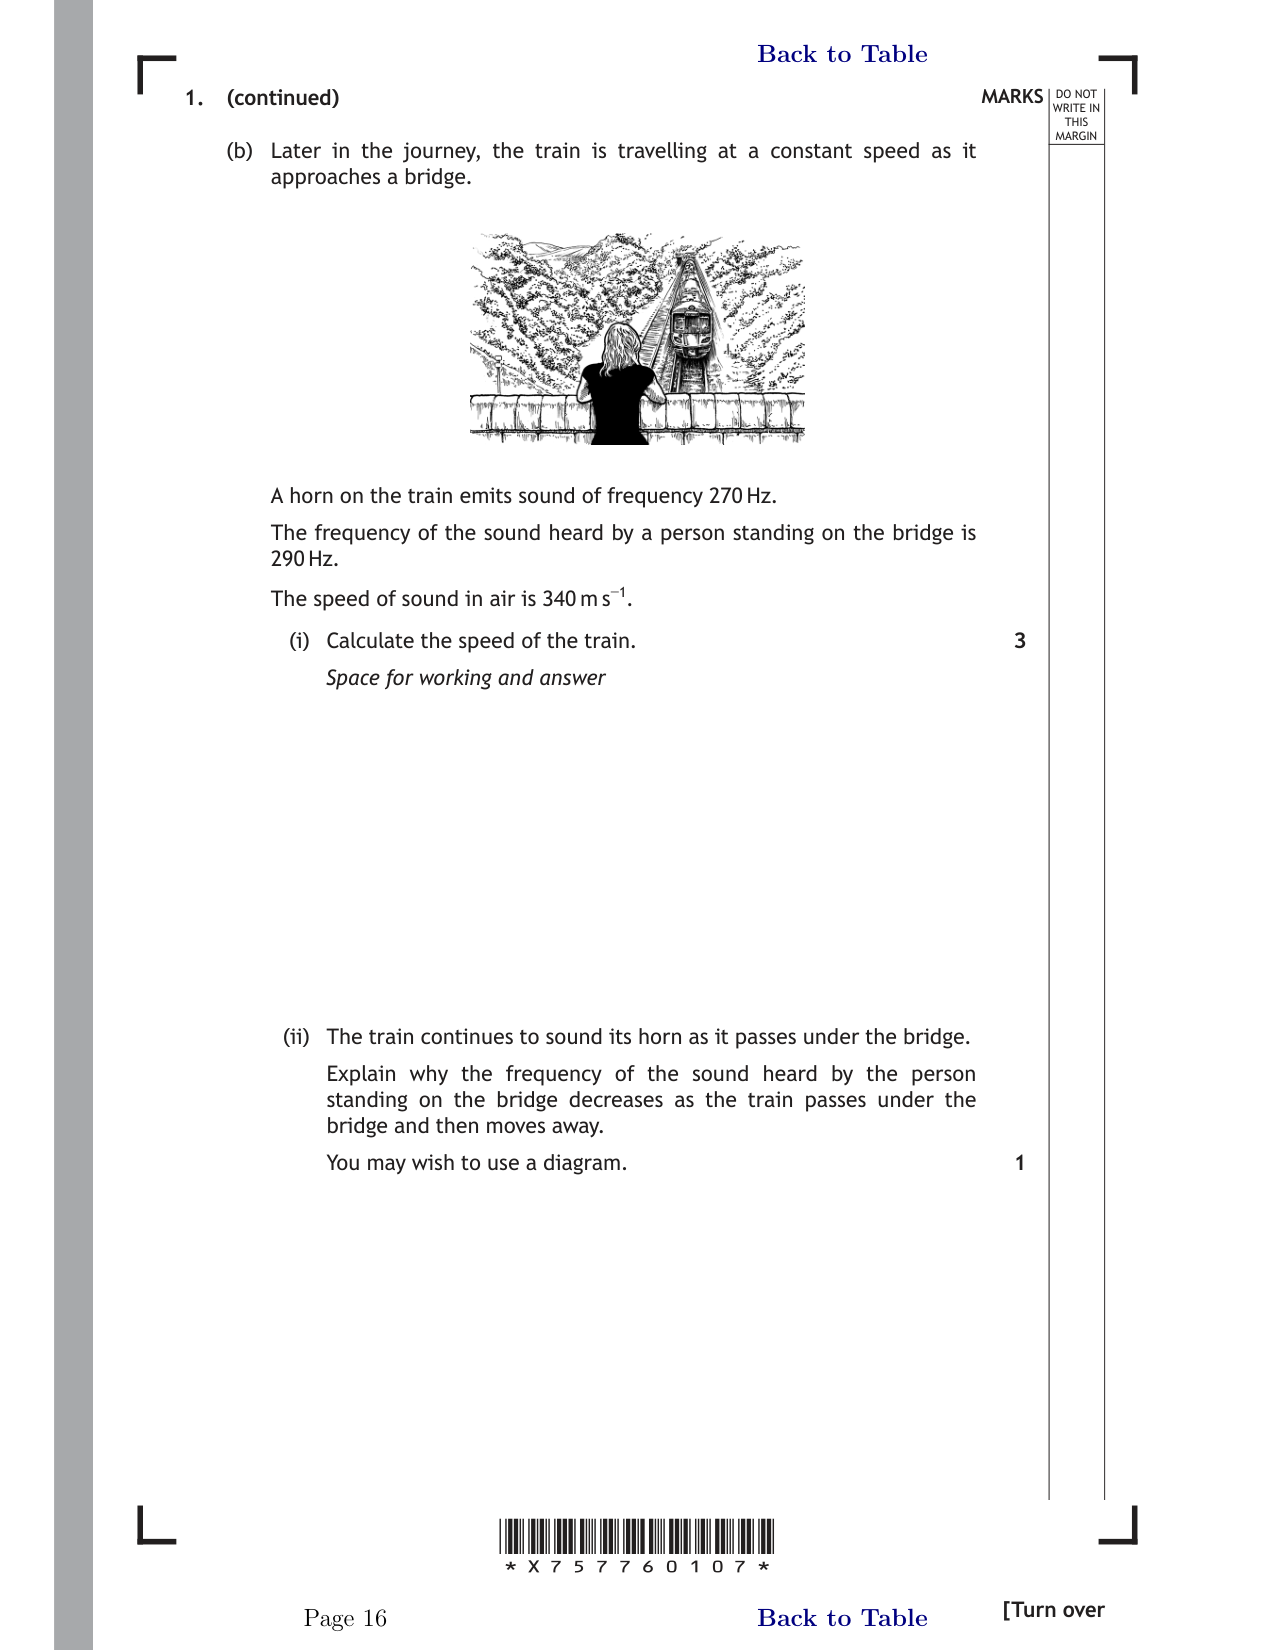 Back to Table
1. (continued)
MARKS
DO NOT
WRITE IN
THIS
MARGIN
(b) Later in the journey, the train is travelling at a constant speed as it
approaches a bridge.
A horn on the train emits sound of frequency 270 Hz.
The frequency of the sound heard by a person standing on the bridge is
290 Hz.
The speed of sound in air is 340 m s⁻¹.
(i) Calculate the speed of the train. 3
Space for working and answer
(ii) The train continues to sound its horn as it passes under the bridge.
Explain why the frequency of the sound heard by the person
standing on the bridge decreases as the train passes under the
bridge and then moves away.
You may wish to use a diagram. 1
* X 7 5 7 7 6 0 1 0 7 *
Page 16
Back to Table
[Turn over